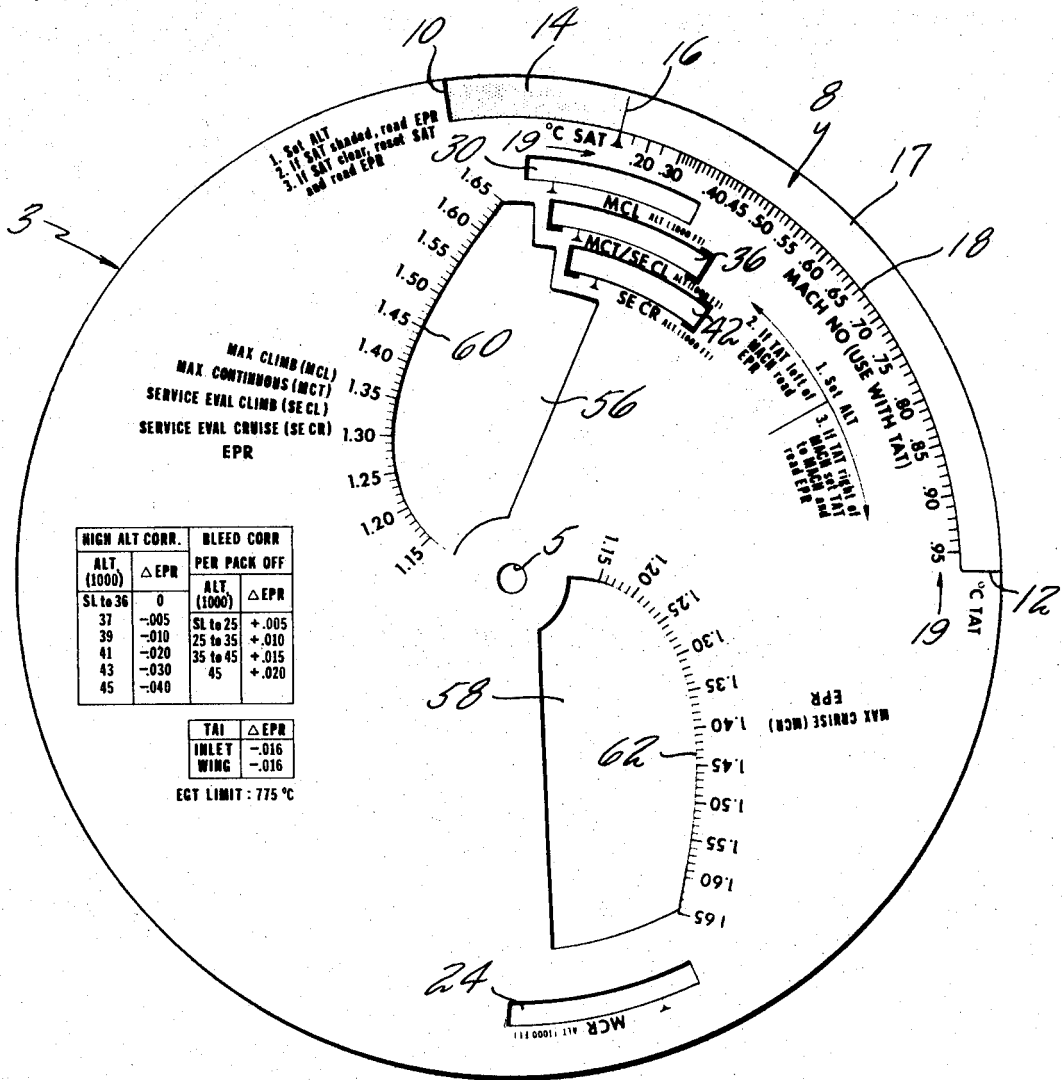 10
14
16
8
17
18
3
1. Set ALT
2. If SAT shaded, read EPR
3. If SAT clear, reset SAT
and read EPR
°C SAT
19
30
.20 .30 .40 .45 .50 .55 .60 .65 .70 .75 .80 .85 .90 .95
MACH NO (USE WITH TAT)
MCL ALT (1000 FT)
36
MCT/SE CL ALT (1000 FT)
42
SE CR ALT (1000 FT)
1. Set ALT
2. If TAT left of
MACH read
EPR
3. If TAT right of
MACH set TAT
to MACH and
read EPR
19
°C TAT
12
1.65
1.60
1.55
1.50
1.45
1.40
1.35
1.30
1.25
1.20
1.15
60
56
MAX CLIMB (MCL)
MAX CONTINUOUS (MCT)
SERVICE EVAL CLIMB (SE CL)
SERVICE EVAL CRUISE (SE CR)
EPR
5
HIGH ALT CORR.
ALT, (1000) △ EPR
SL to 36 0
37 -.005
39 -.010
41 -.020
43 -.030
45 -.040
BLEED CORR
PER PACK OFF
ALT, (1000) △ EPR
SL to 25 +.005
25 to 35 +.010
35 to 45 +.015
45 +.020
TAI △ EPR
INLET -.016
WING -.016
EGT LIMIT : 775 °C
1.15
1.20
1.25
1.30
1.35
1.40
1.45
1.50
1.55
1.60
1.65
58
62
MAX CRUISE (MCR)
EPR
24
MCR ALT (1000 FT)